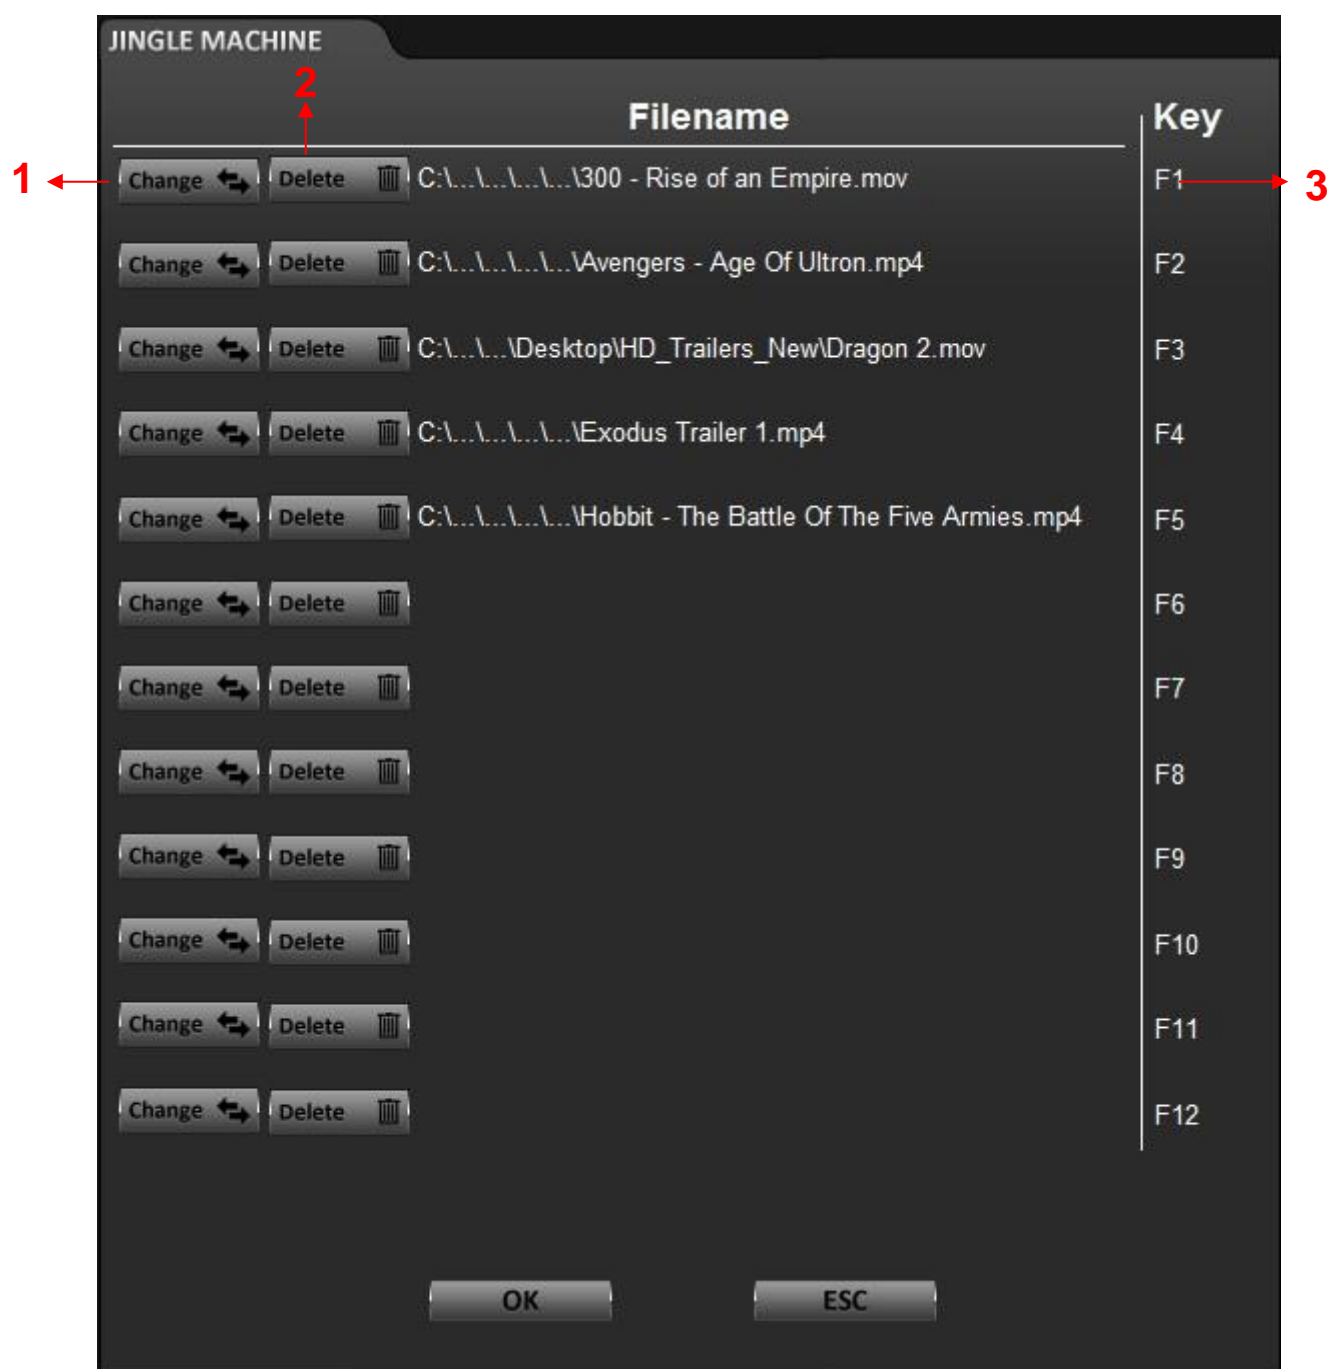 JINGLE MACHINE
2
Filename Key
1 Change Delete C:\...\...\...\...\300 - Rise of an Empire.mov F1 3
Change Delete C:\...\...\...\...\Avengers - Age Of Ultron.mp4 F2
Change Delete C:\...\...\Desktop\HD_Trailers_New\Dragon 2.mov F3
Change Delete C:\...\...\...\...\Exodus Trailer 1.mp4 F4
Change Delete C:\...\...\...\...\Hobbit - The Battle Of The Five Armies.mp4 F5
Change Delete F6
Change Delete F7
Change Delete F8
Change Delete F9
Change Delete F10
Change Delete F11
Change Delete F12
OK ESC